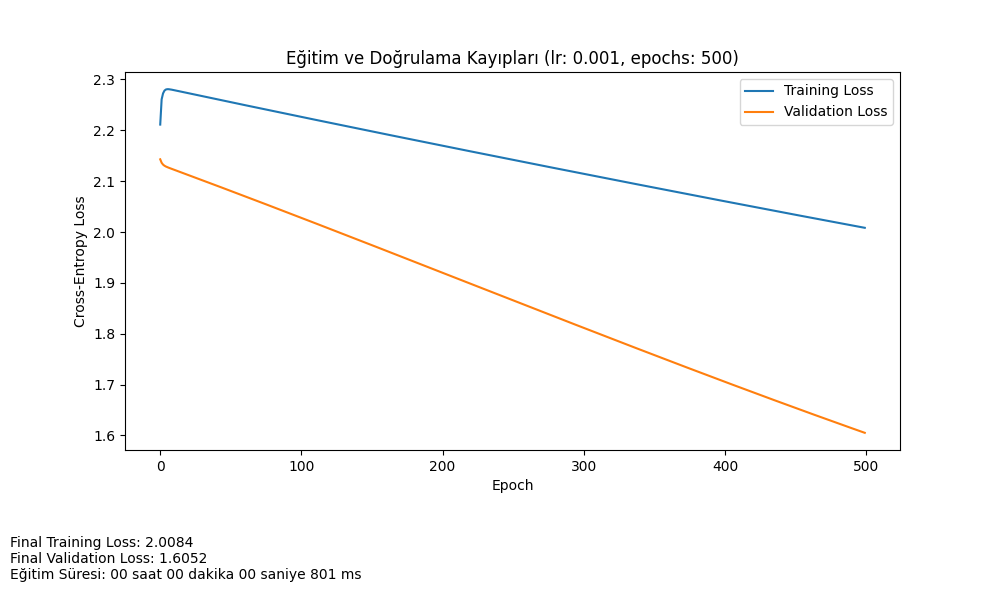 Eğitim ve Doğrulama Kayıpları (lr: 0.001, epochs: 500)
Training Loss
Validation Loss
Cross-Entropy Loss
2.3
2.2
2.1
2.0
1.9
1.8
1.7
1.6
0 100 200 300 400 500
Epoch
Final Training Loss: 2.0084
Final Validation Loss: 1.6052
Eğitim Süresi: 00 saat 00 dakika 00 saniye 801 ms